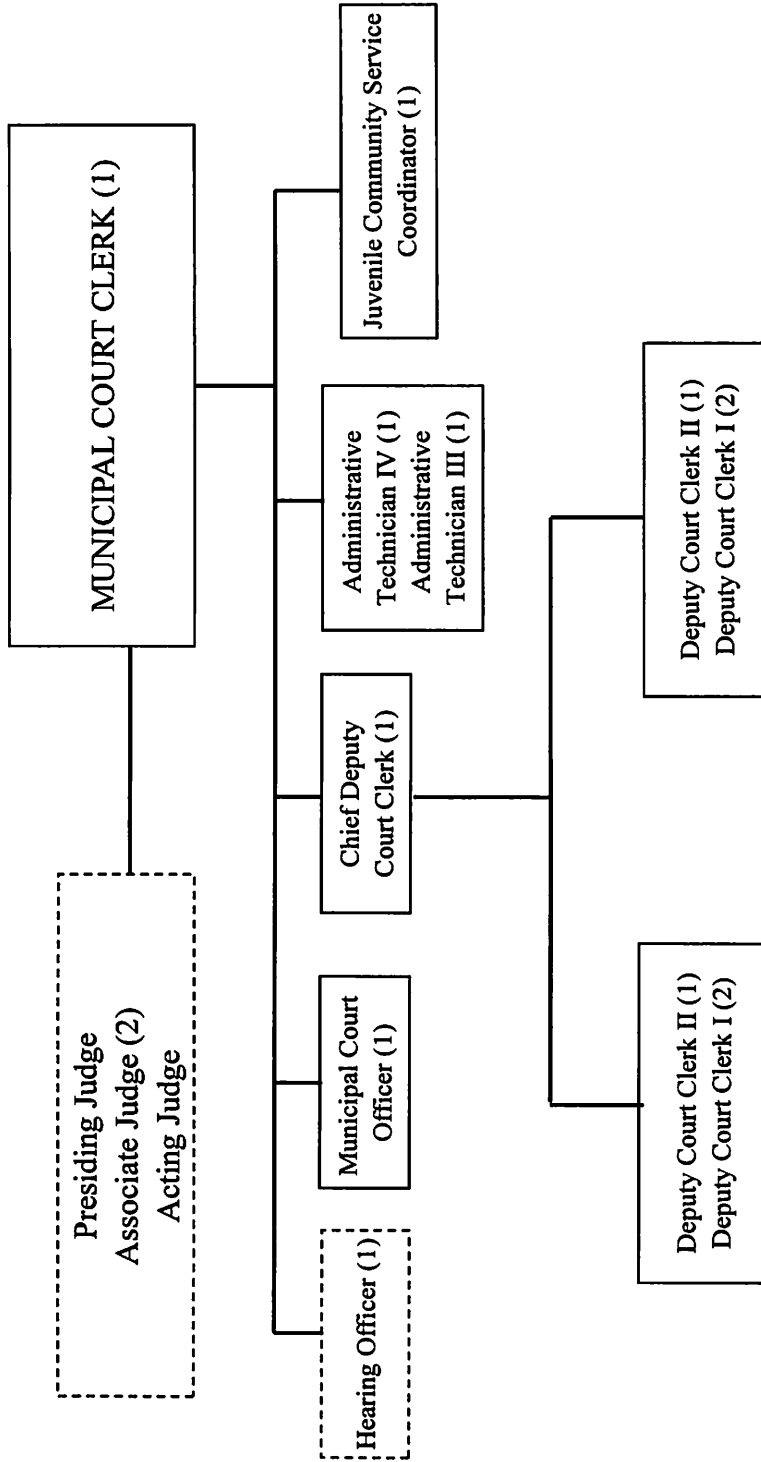 Presiding Judge
Associate Judge (2)
Acting Judge
MUNICIPAL COURT CLERK (1)
Hearing Officer (1)
Municipal Court
Officer (1)
Chief Deputy
Court Clerk (1)
Administrative
Technician IV (1)
Administrative
Technician III (1)
Juvenile Community Service
Coordinator (1)
Deputy Court Clerk II (1)
Deputy Court Clerk I (2)
Deputy Court Clerk II (1)
Deputy Court Clerk I (2)